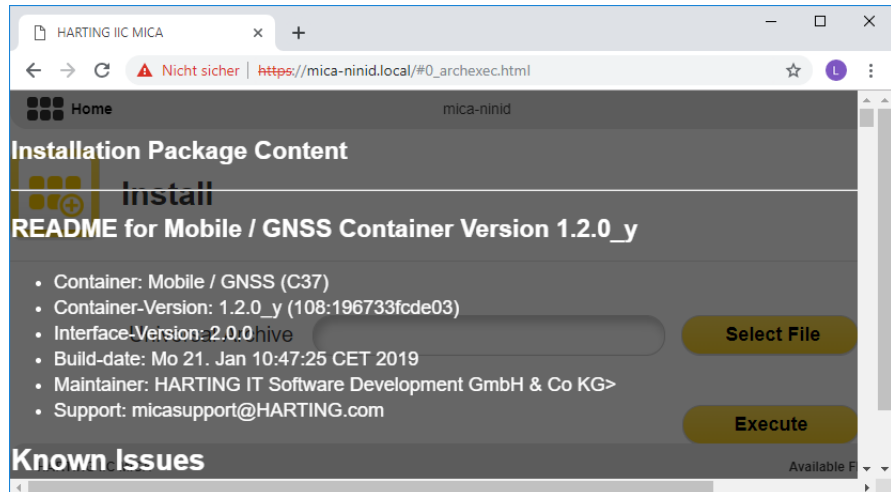 HARTING IIC MICA
Nicht sicher | https://mica-ninid.local/#0_archexec.html
L
Home
mica-ninid
Installation Package Content
Install
README for Mobile / GNSS Container Version 1.2.0_y
• Container: Mobile / GNSS (C37)
• Container-Version: 1.2.0_y (108:196733fcde03)
• Interface-Version: 2.0.0
Universal Archive
Select File
• Build-date: Mo 21. Jan 10:47:25 CET 2019
• Maintainer: HARTING IT Software Development GmbH & Co KG>
• Support: micasupport@HARTING.com
Execute
Known Issues
Available F